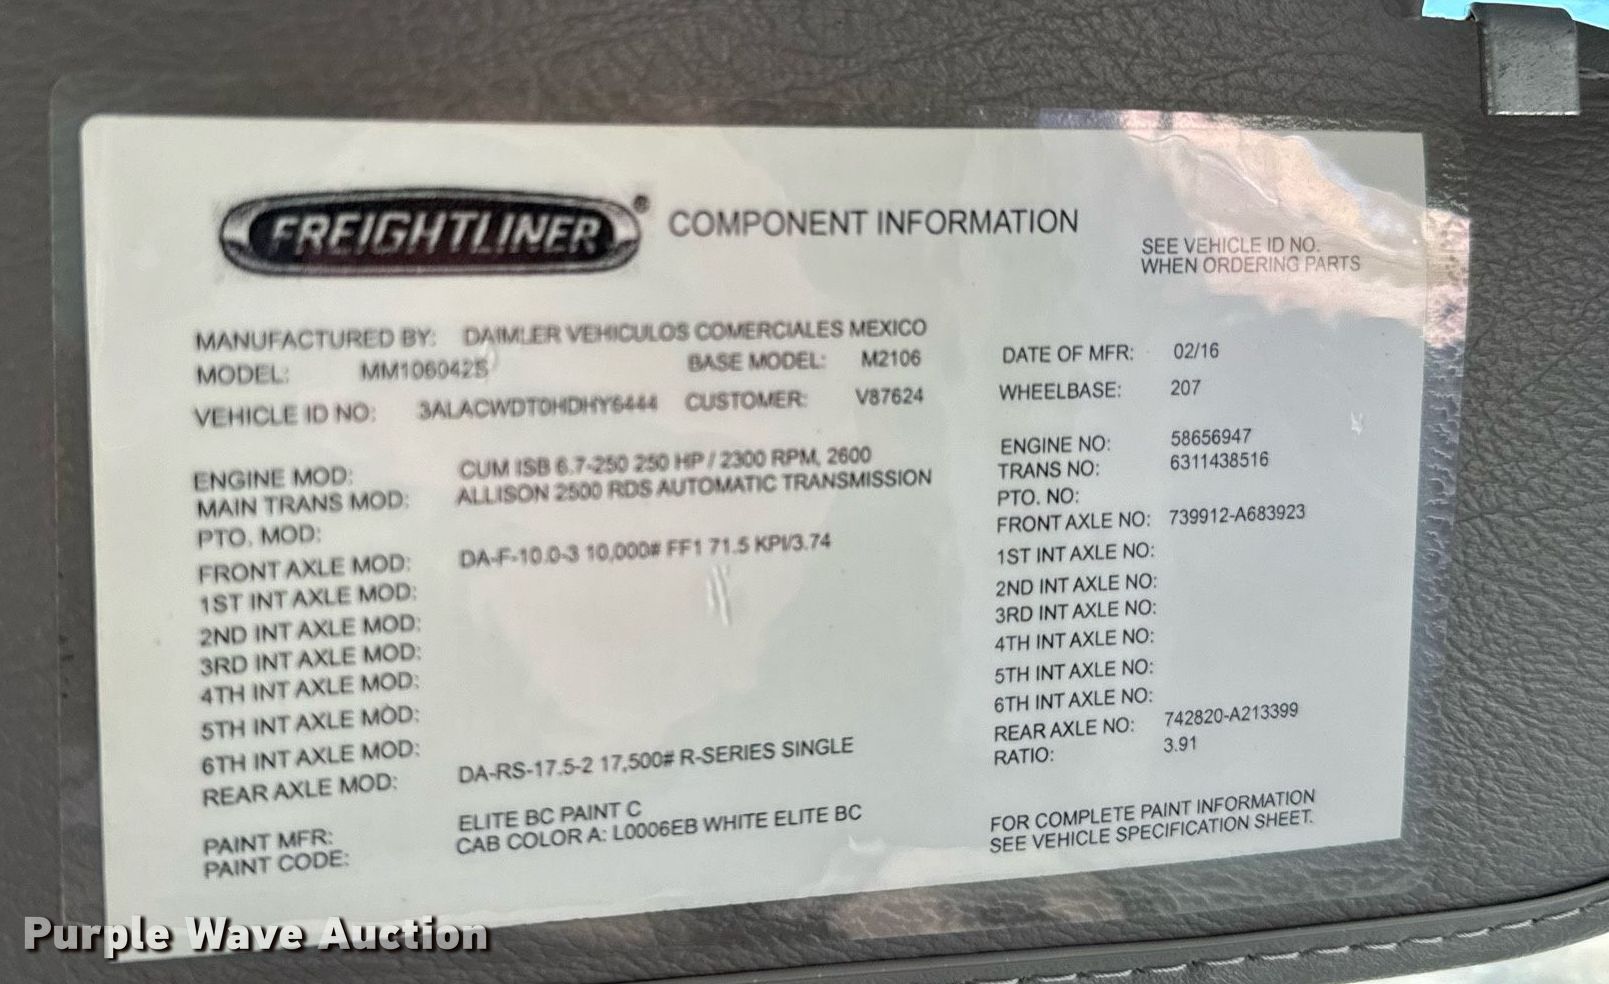 FREIGHTLINER® COMPONENT INFORMATION
SEE VEHICLE ID NO.
WHEN ORDERING PARTS
MANUFACTURED BY: DAIMLER VEHICULOS COMERCIALES MEXICO
MODEL: MM106042S BASE MODEL: M2106 DATE OF MFR: 02/16
VEHICLE ID NO: 3ALACWDT0HDHY6444 CUSTOMER: V87624 WHEELBASE: 207
ENGINE MOD: CUM ISB 6.7-250 250 HP / 2300 RPM, 2600 ENGINE NO: 58656947
MAIN TRANS MOD: ALLISON 2500 RDS AUTOMATIC TRANSMISSION TRANS NO: 6311438516
PTO. MOD: PTO. NO:
FRONT AXLE MOD: DA-F-10.0-3 10,000# FF1 71.5 KPI/3.74 FRONT AXLE NO: 739912-A683923
1ST INT AXLE MOD: 1ST INT AXLE NO:
2ND INT AXLE MOD: 2ND INT AXLE NO:
3RD INT AXLE MOD: 3RD INT AXLE NO:
4TH INT AXLE MOD: 4TH INT AXLE NO:
5TH INT AXLE MOD: 5TH INT AXLE NO:
6TH INT AXLE MOD: 6TH INT AXLE NO:
REAR AXLE MOD: DA-RS-17.5-2 17,500# R-SERIES SINGLE REAR AXLE NO: 742820-A213399
RATIO: 3.91
PAINT MFR: ELITE BC PAINT C
PAINT CODE: CAB COLOR A: L0006EB WHITE ELITE BC
FOR COMPLETE PAINT INFORMATION
SEE VEHICLE SPECIFICATION SHEET.
Purple Wave Auction